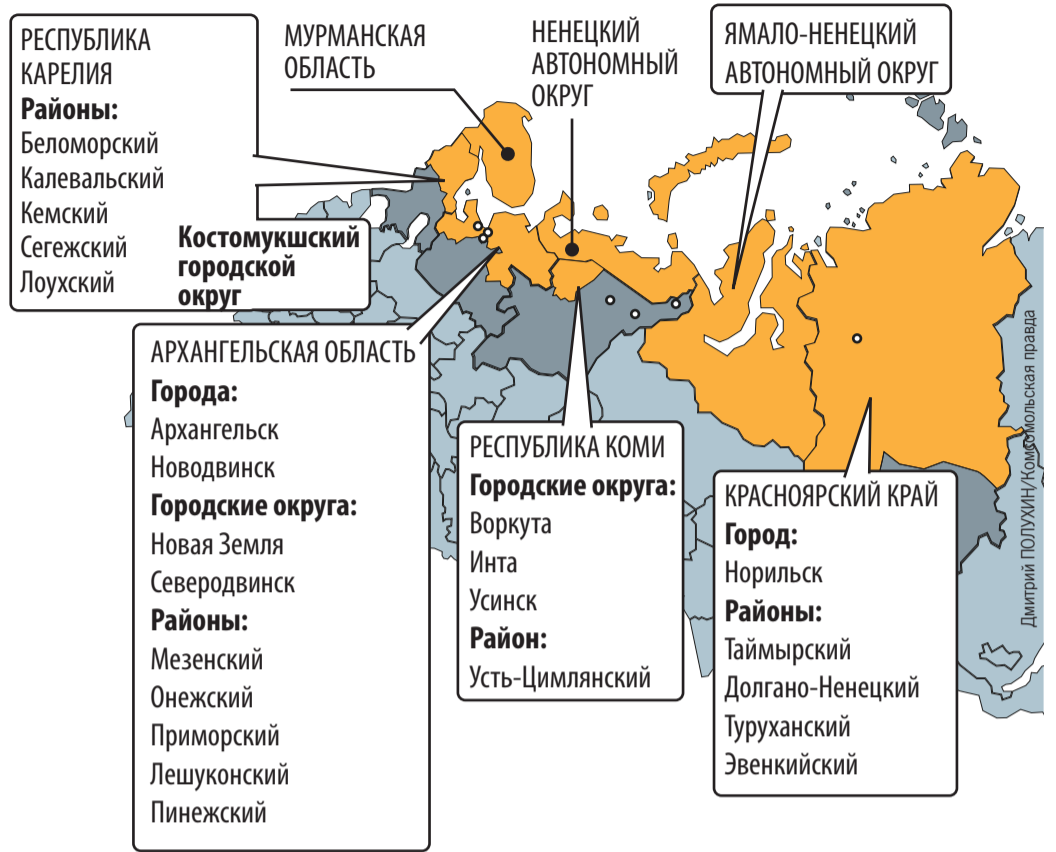 РЕСПУБЛИКА
КАРЕЛИЯ
Районы:
Беломорский
Калевальский
Кемский
Сегежский
Лоухский
Костомукшский
городской
округ
МУРМАНСКАЯ
ОБЛАСТЬ
НЕНЕЦКИЙ
АВТОНОМНЫЙ
ОКРУГ
ЯМАЛО-НЕНЕЦКИЙ
АВТОНОМНЫЙ ОКРУГ
АРХАНГЕЛЬСКАЯ ОБЛАСТЬ
Города:
Архангельск
Новодвинск
Городские округа:
Новая Земля
Северодвинск
Районы:
Мезенский
Онежский
Приморский
Лешуконский
Пинежский
РЕСПУБЛИКА КОМИ
Городские округа:
Воркута
Инта
Усинск
Район:
Усть-Цимлянский
КРАСНОЯРСКИЙ КРАЙ
Город:
Норильск
Районы:
Таймырский
Долгано-Ненецкий
Туруханский
Эвенкийский
Дмитрий ПОЛУХИН/Комсомольская правда